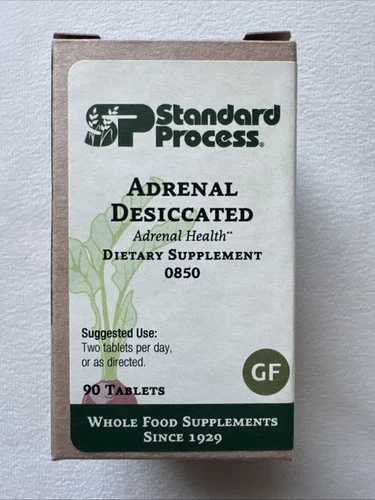 SP Standard
Process®
ADRENAL
DESICCATED
Adrenal Health**
DIETARY SUPPLEMENT
0850
Suggested Use:
Two tablets per day,
or as directed.
90 TABLETS
GF
WHOLE FOOD SUPPLEMENTS
SINCE 1929